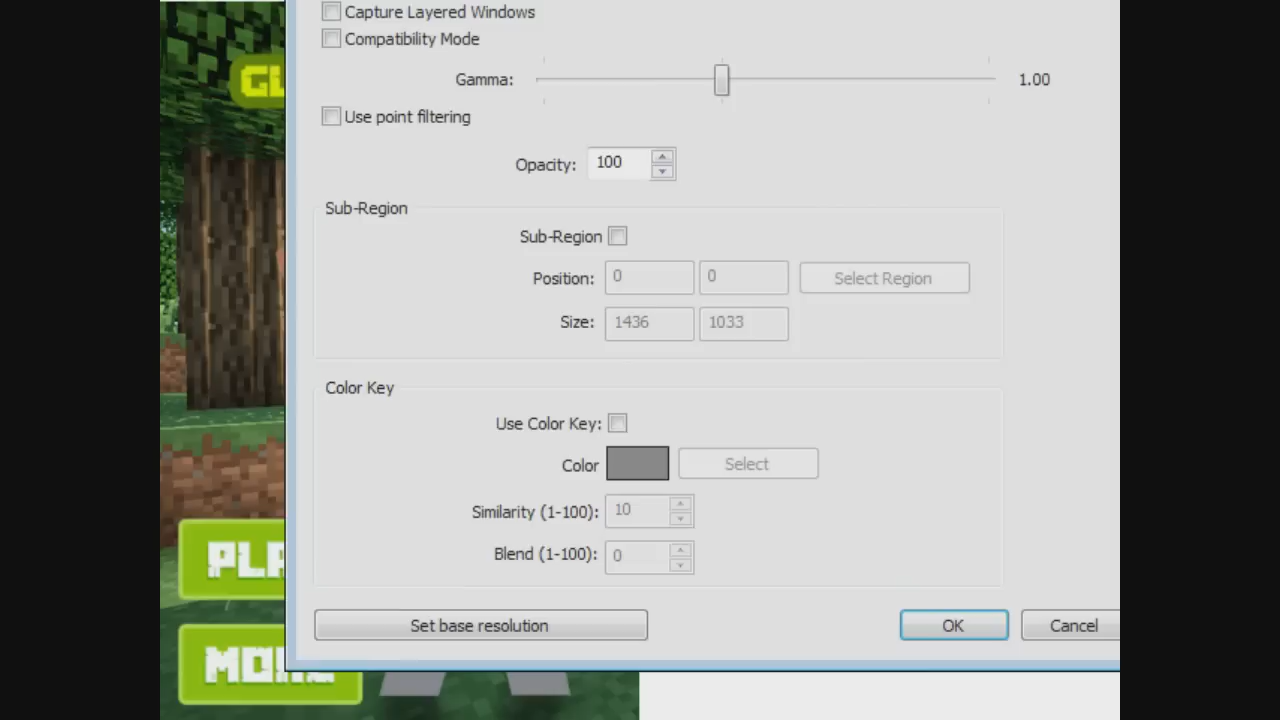 Capture Layered Windows
Compatibility Mode
Gamma: 1.00
Use point filtering
Opacity: 100
Sub-Region
Sub-Region
Position: 0 0 Select Region
Size: 1436 1033
Color Key
Use Color Key:
Color Select
Similarity (1-100): 10
Blend (1-100): 0
Set base resolution OK Cancel